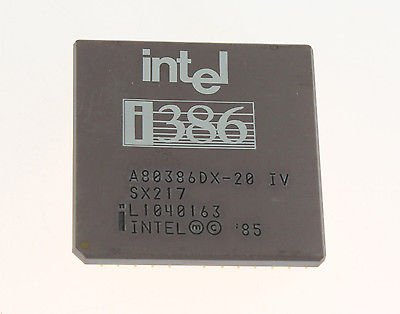 intel
i386
A80386DX-20 IV
SX217
L1040163
i INTEL Ⓜ Ⓒ '85